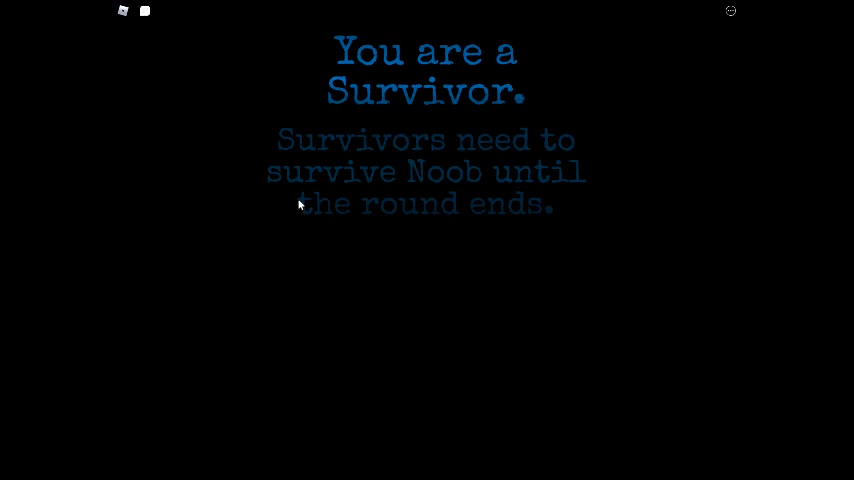 You are a
Survivor.
Survivors need to
survive Noob until
the round ends.